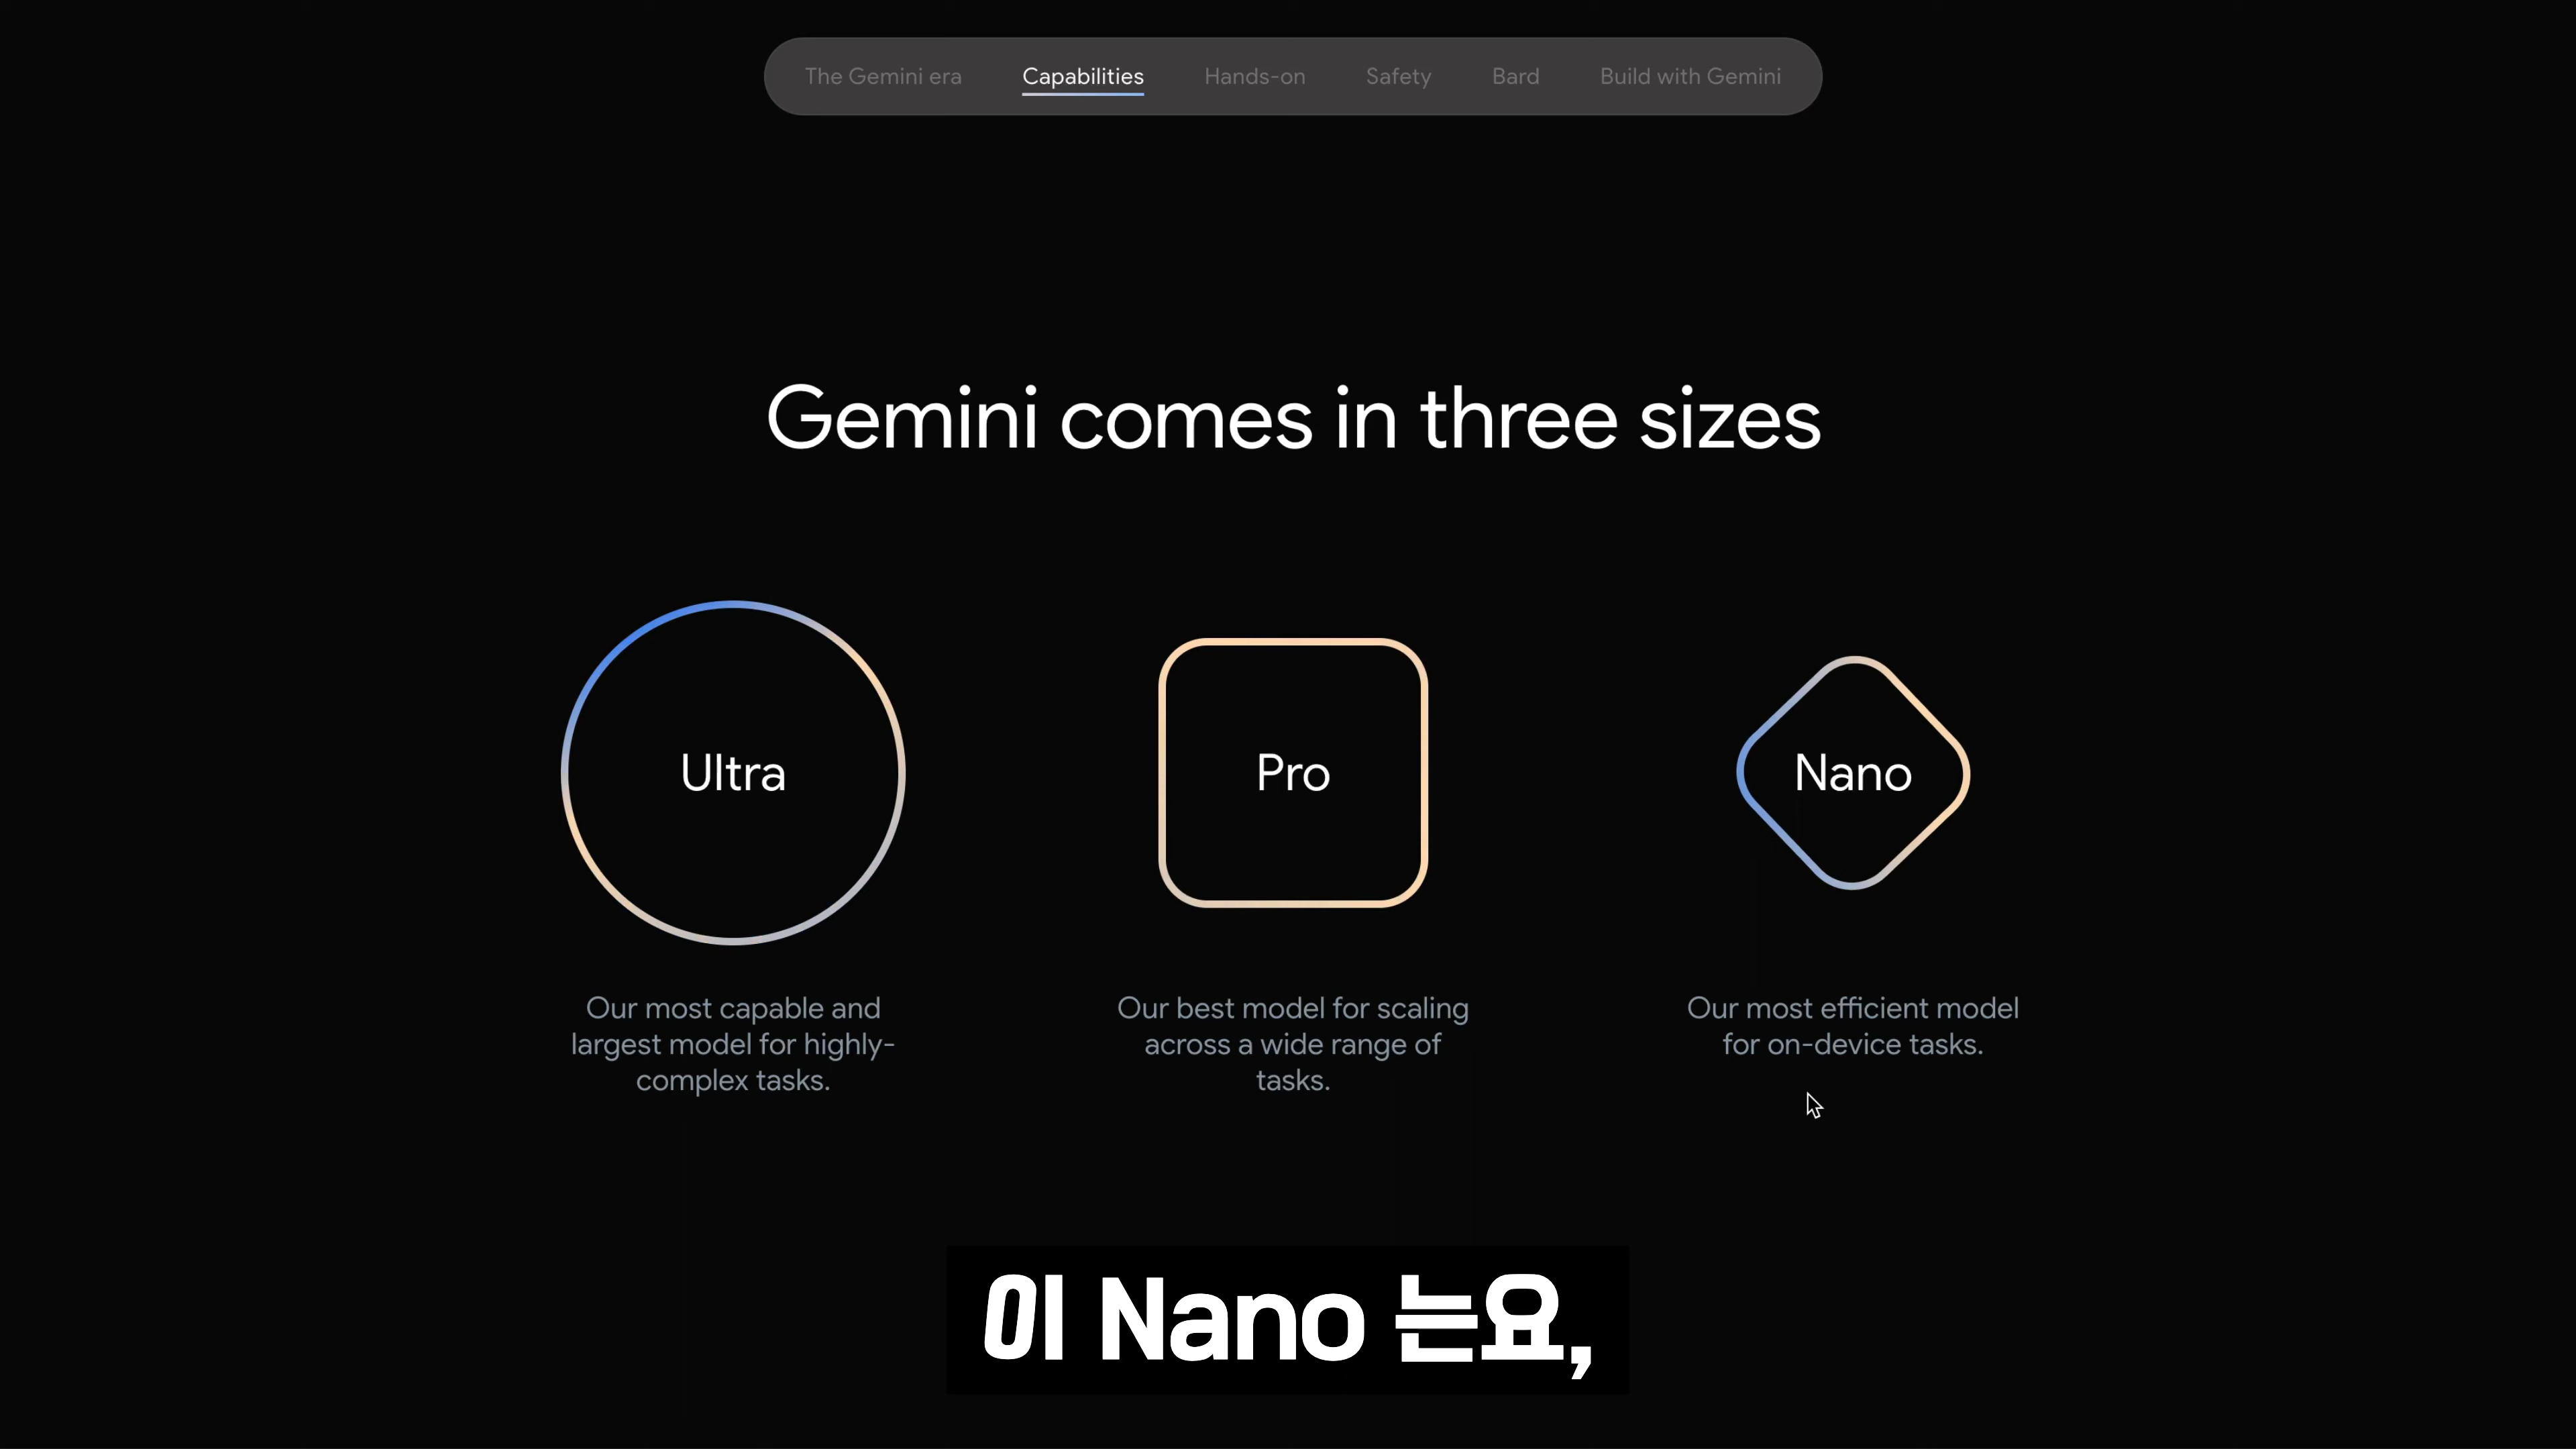 The Gemini era
Capabilities
Hands-on
Safety
Bard
Build with Gemini
Gemini comes in three sizes
Ultra
Our most capable and
largest model for highly-
complex tasks.
Pro
Our best model for scaling
across a wide range of
tasks.
Nano
Our most efficient model
for on-device tasks.
이 Nano 는요,